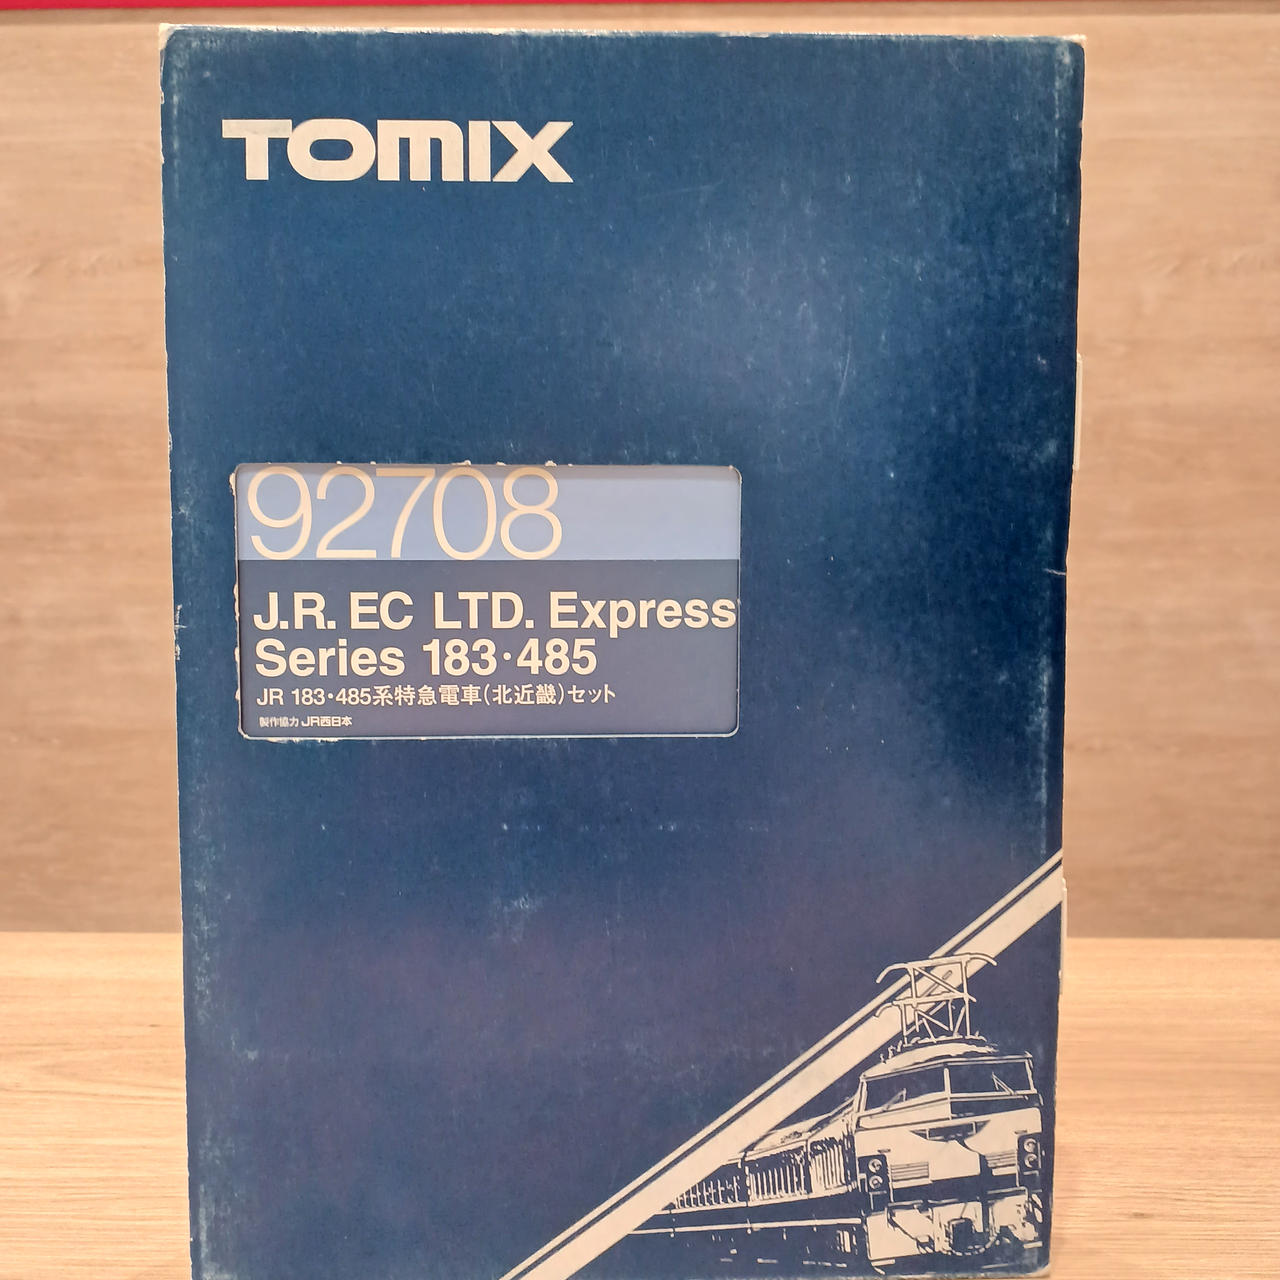 TOMIX
92708
J.R. EC LTD. Express
Series 183・485
JR 183・485系特急電車(北近畿)セット
製作協力 JR西日本